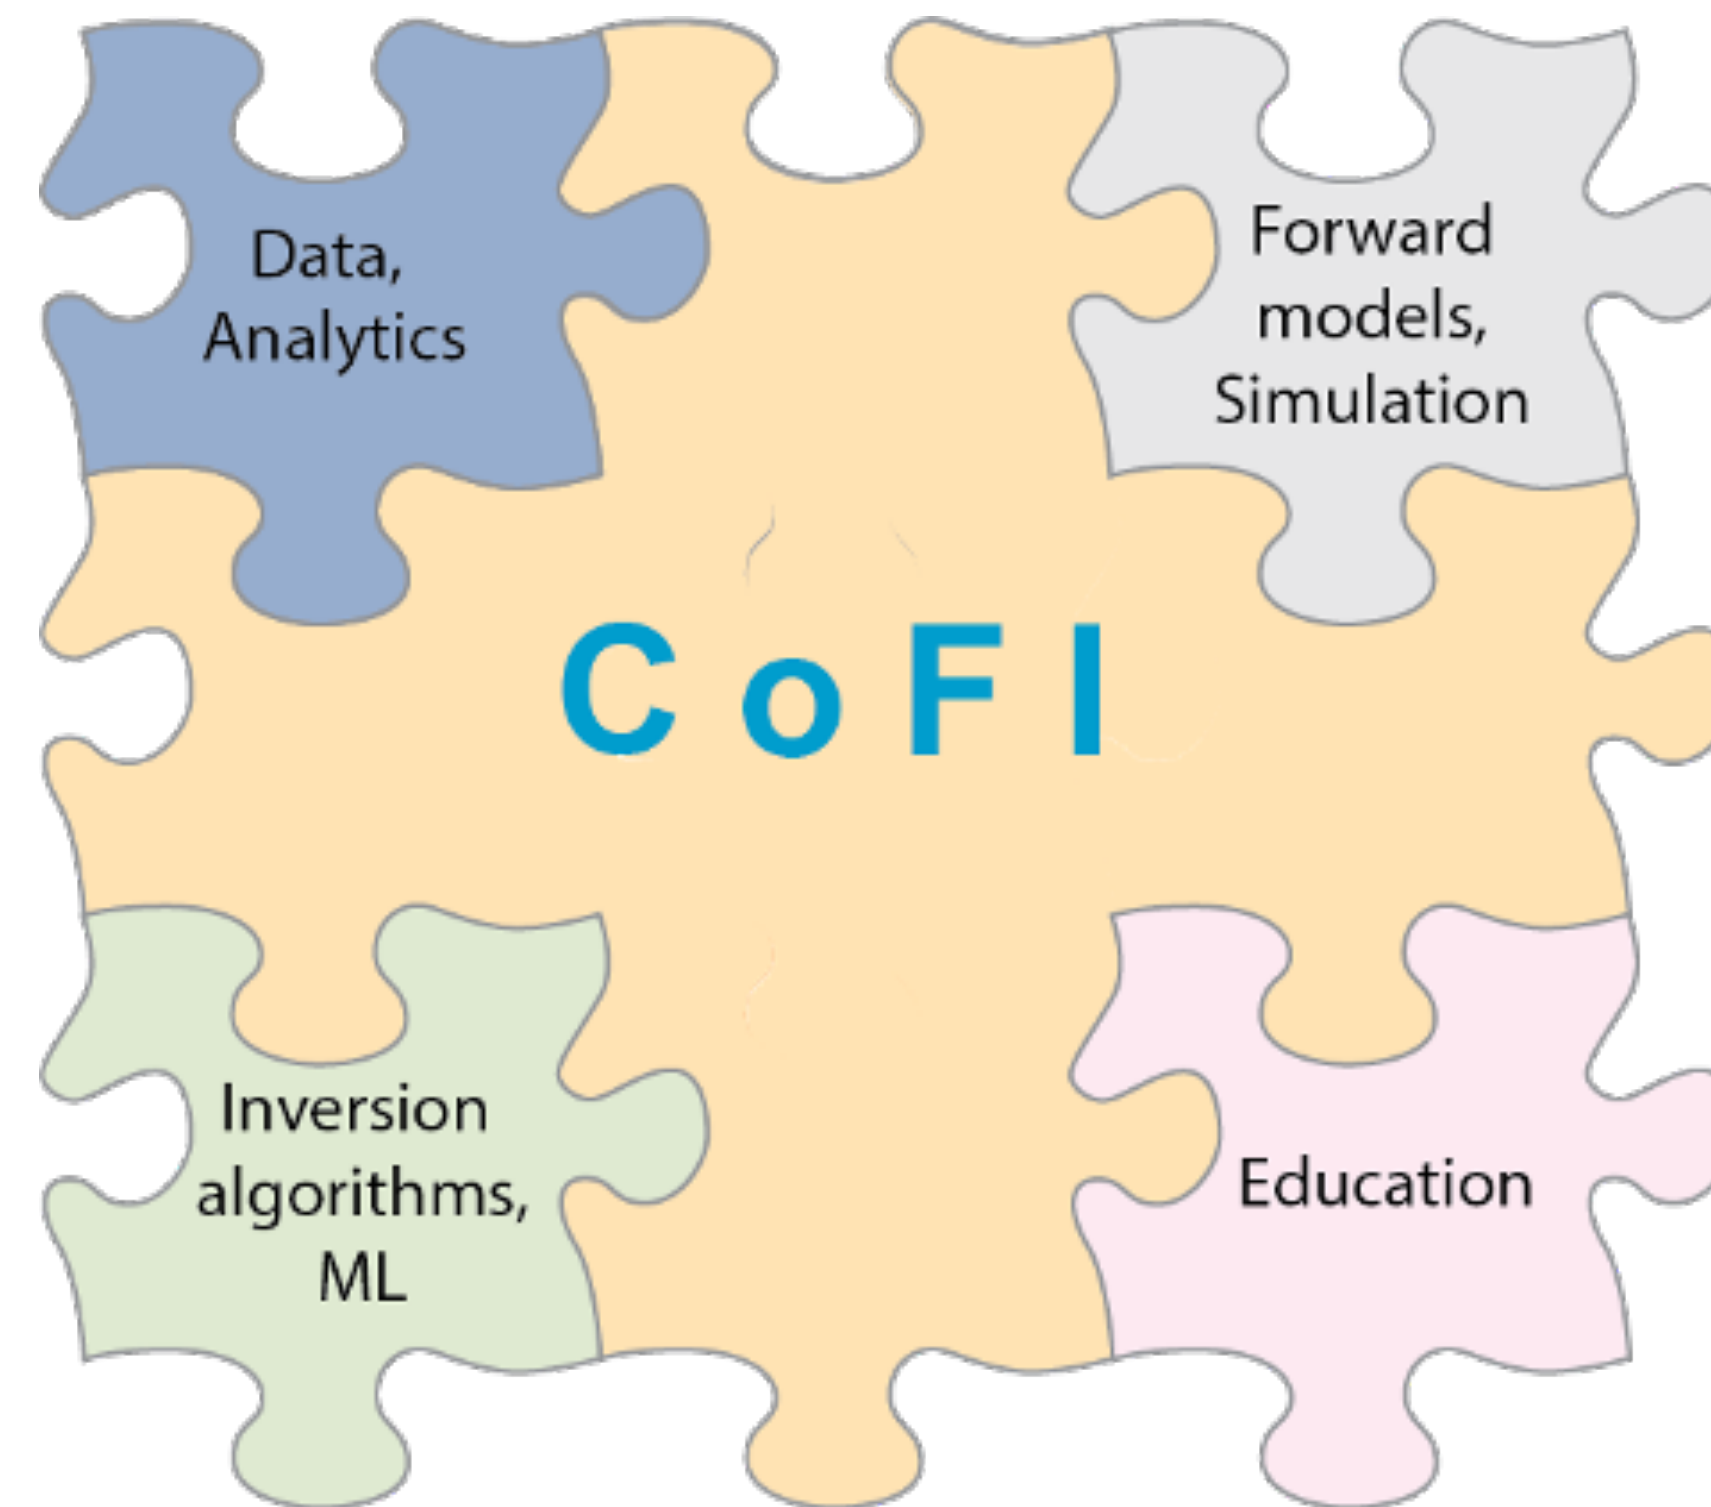 Data,
Analytics
Forward
models,
Simulation
C o F I
Inversion
algorithms,
ML
Education